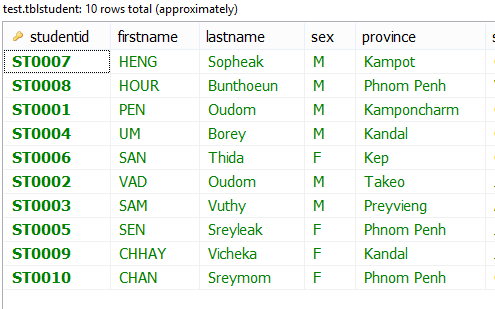 test.tblstudent: 10 rows total (approximately)
studentid firstname lastname sex province
ST0007 HENG Sopheak M Kampot
ST0008 HOUR Bunthoeun M Phnom Penh
ST0001 PEN Oudom M Kamponcharm
ST0004 UM Borey M Kandal
ST0006 SAN Thida F Kep
ST0002 VAD Oudom M Takeo
ST0003 SAM Vuthy M Preyvieng
ST0005 SEN Sreyleak F Phnom Penh
ST0009 CHHAY Vicheka F Kandal
ST0010 CHAN Sreymom F Phnom Penh